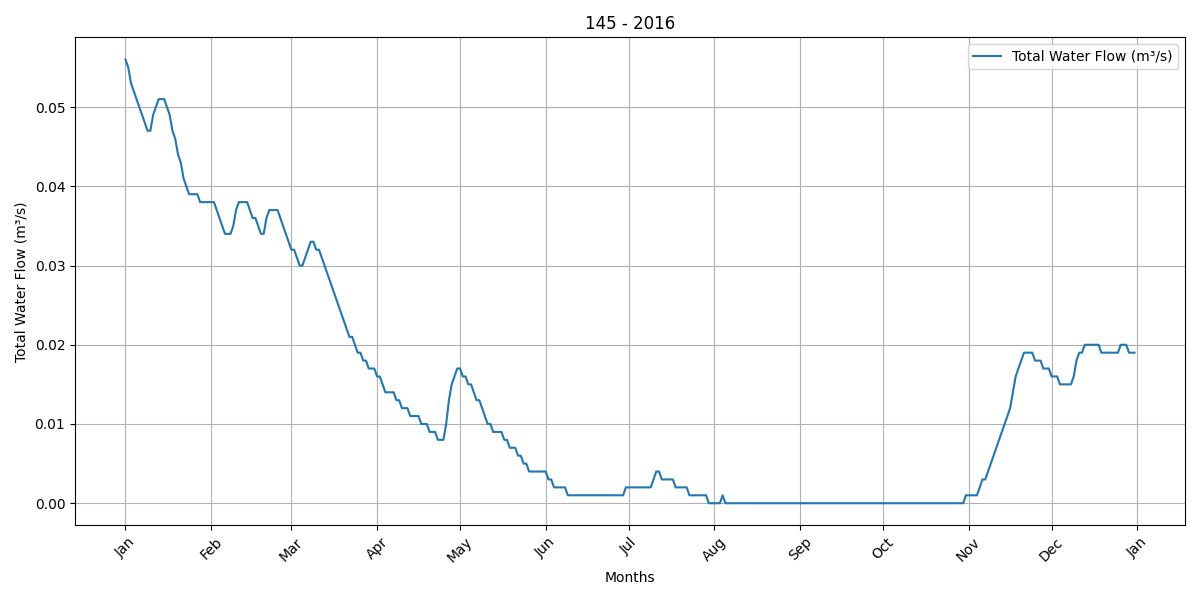 145 - 2016
Total Water Flow (m³/s)
Total Water Flow (m³/s)
0.05
0.04
0.03
0.02
0.01
0.00
Jan Feb Mar Apr May Jun Jul Aug Sep Oct Nov Dec Jan
Months